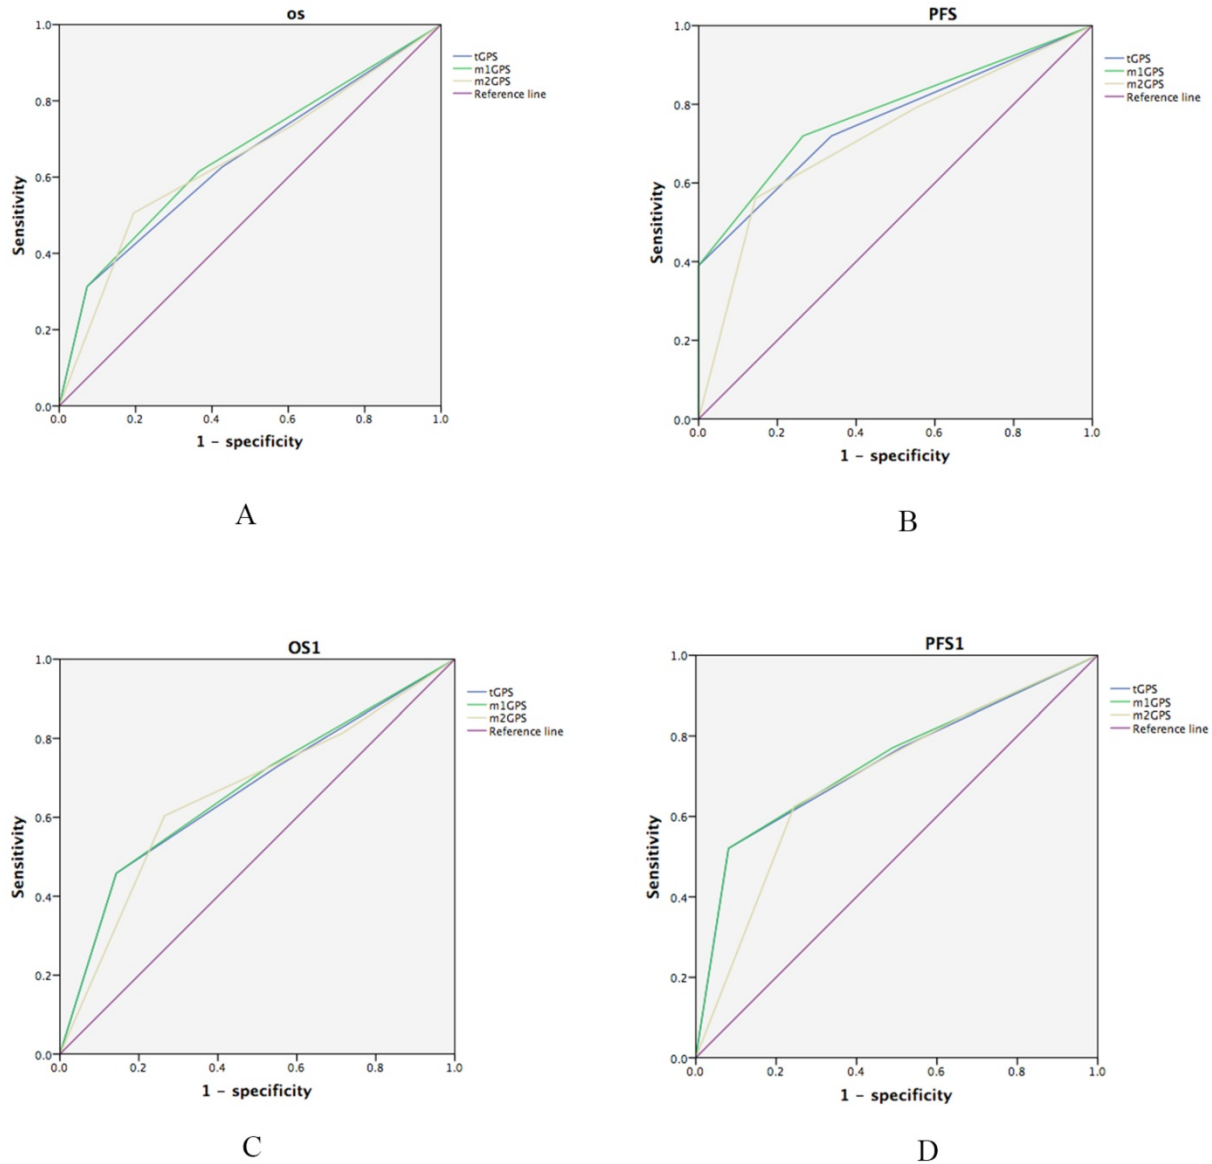 os
1.0
0.8
0.6
0.4
0.2
0.0
Sensitivity
0.0 0.2 0.4 0.6 0.8 1.0
1 – specificity
tGPS
m1GPS
m2GPS
Reference line
A
PFS
1.0
0.8
0.6
0.4
0.2
0.0
Sensitivity
0.0 0.2 0.4 0.6 0.8 1.0
1 – specificity
tGPS
m1GPS
m2GPS
Reference line
B
OS1
1.0
0.8
0.6
0.4
0.2
0.0
Sensitivity
0.0 0.2 0.4 0.6 0.8 1.0
1 – specificity
tGPS
m1GPS
m2GPS
Reference line
C
PFS1
1.0
0.8
0.6
0.4
0.2
0.0
Sensitivity
0.0 0.2 0.4 0.6 0.8 1.0
1 – specificity
tGPS
m1GPS
m2GPS
Reference line
D